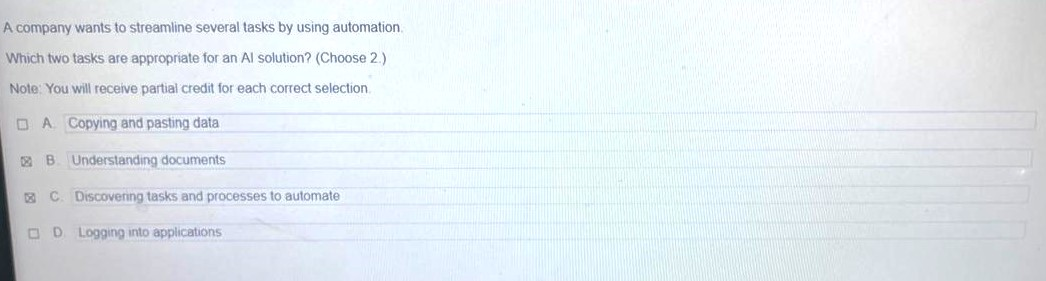 A company wants to streamline several tasks by using automation.
Which two tasks are appropriate for an AI solution? (Choose 2.)
Note: You will receive partial credit for each correct selection.
A. Copying and pasting data
B. Understanding documents
C. Discovering tasks and processes to automate
D. Logging into applications